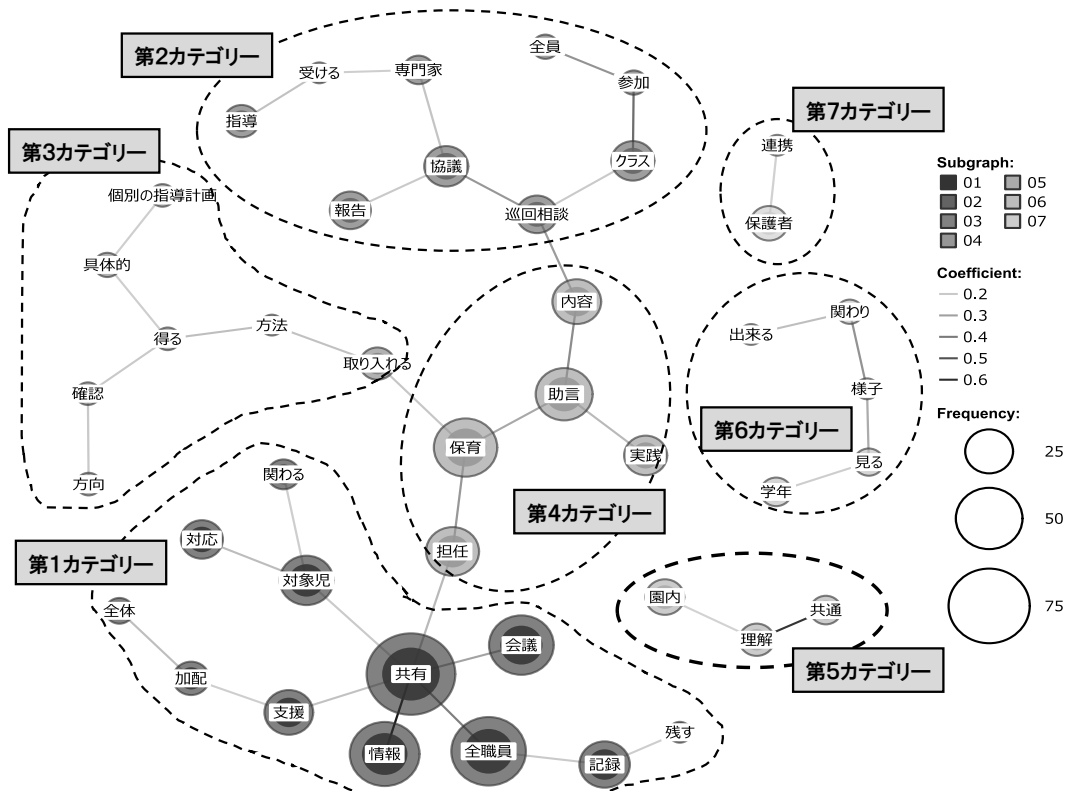 第2カテゴリー
全員
受ける
専門家
参加
指導
協議
クラス
報告
巡回相談
第7カテゴリー
連携
保護者
第3カテゴリー
個別の指導計画
具体的
得る
方法
取り入れる
確認
方向
内容
助言
保育
実践
担任
第4カテゴリー
出来る
関わり
様子
第6カテゴリー
見る
学年
第1カテゴリー
関わる
対応
対象児
全体
加配
支援
共有
会議
情報
全職員
記録
残す
園内
共通
理解
第5カテゴリー
Subgraph:
01 05
02 06
03 07
04
Coefficient:
0.2
0.3
0.4
0.5
0.6
Frequency:
25
50
75